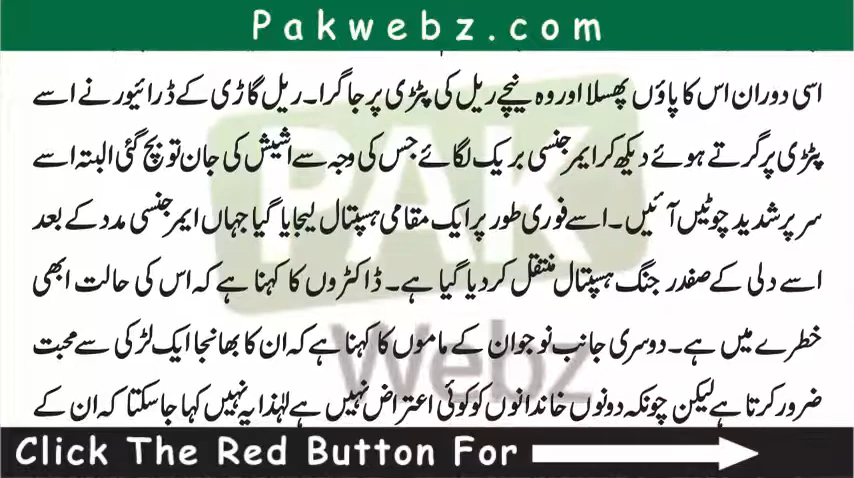 Pakwebz.com
اسی دوران اس کا پاؤں پھسلا اور وہ نیچے ریل کی پٹڑی پر جا گرا۔ ریل گاڑی کے ڈرائیور نے اسے
پٹڑی پر گرتے ہوئے دیکھ کر ایمرجنسی بریک لگائے جس کی وجہ سے اشیش کی جان تو بچ گئی البتہ اسے
سر پر شدید چوٹیں آئیں۔ اسے فوری طور پر ایک مقامی ہسپتال لیجایا گیا جہاں ایمرجنسی مدد کے بعد
اسے دلی کے صفدر جنگ ہسپتال منتقل کر دیا گیا ہے۔ ڈاکٹروں کا کہنا ہے کہ اس کی حالت ابھی
خطرے میں ہے۔ دوسری جانب نوجوان کے ماموں کا کہنا ہے کہ ان کا بھانجا ایک لڑکی سے محبت
ضرور کرتا ہے لیکن چونکہ دونوں خاندانوں کو کوئی اعتراض نہیں ہے لہٰذا یہ نہیں کہا جا سکتا کہ ان کے
PAK
Webz
Click The Red Button For